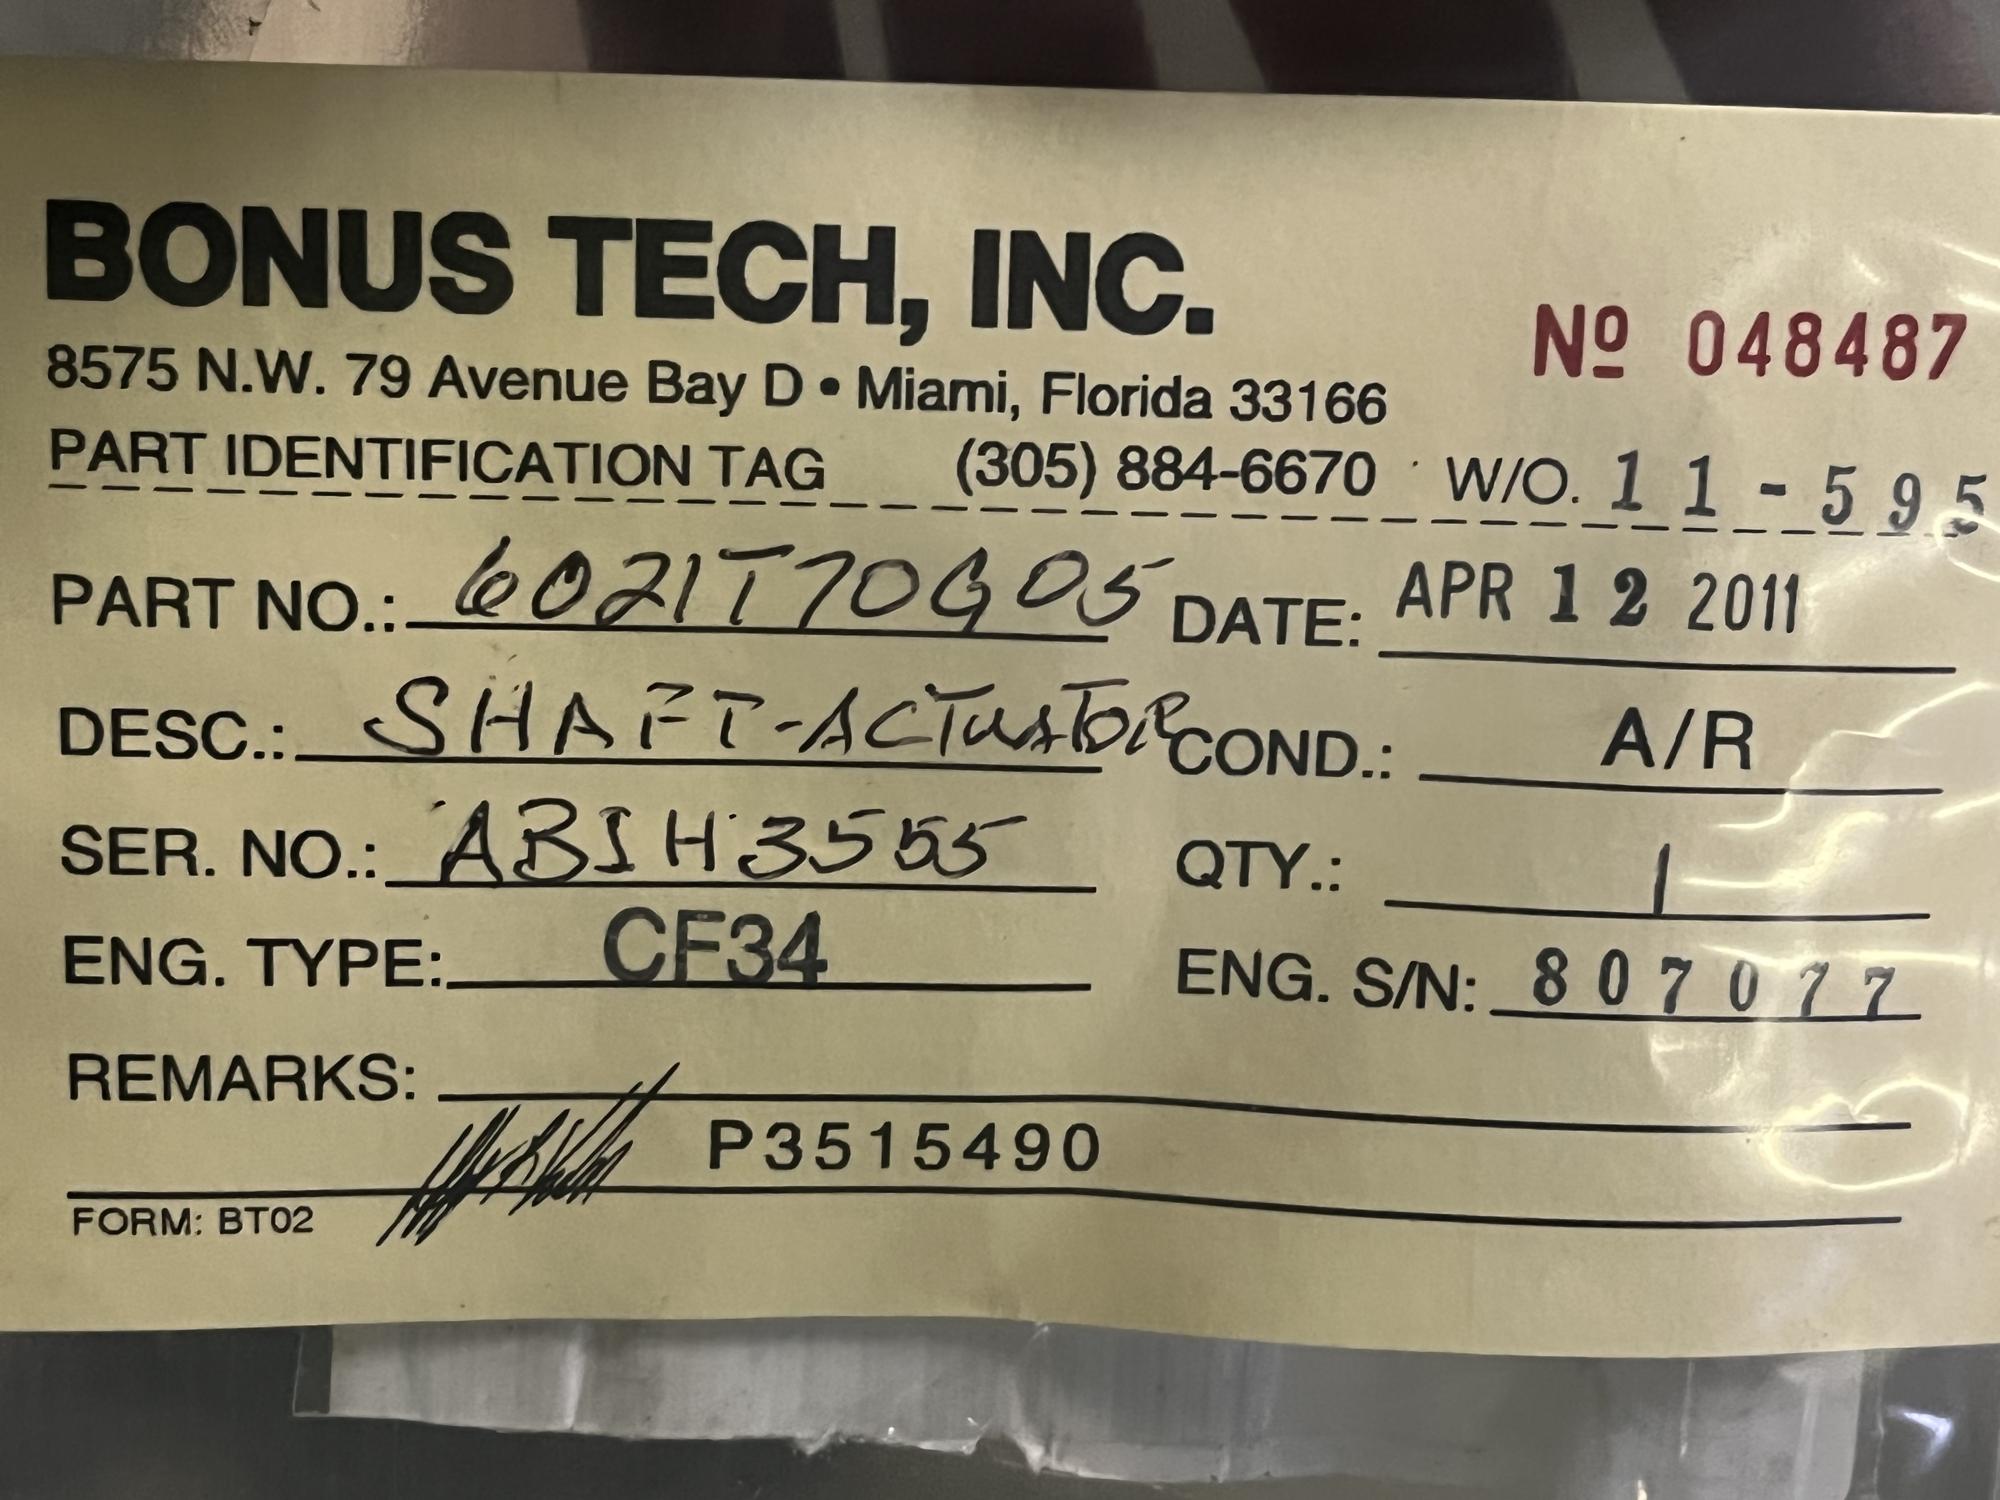 BONUS TECH, INC.
Nº 048487
8575 N.W. 79 Avenue Bay D • Miami, Florida 33166
PART IDENTIFICATION TAG (305) 884-6670 W/O. 11-595
PART NO.: 6021T70G05 DATE: APR 12 2011
DESC.: SHAFT-ACTUATOR COND.: A/R
SER. NO.: ABIH3555 QTY.: 1
ENG. TYPE: CF34 ENG. S/N: 807077
REMARKS:
P3515490
FORM: BT02